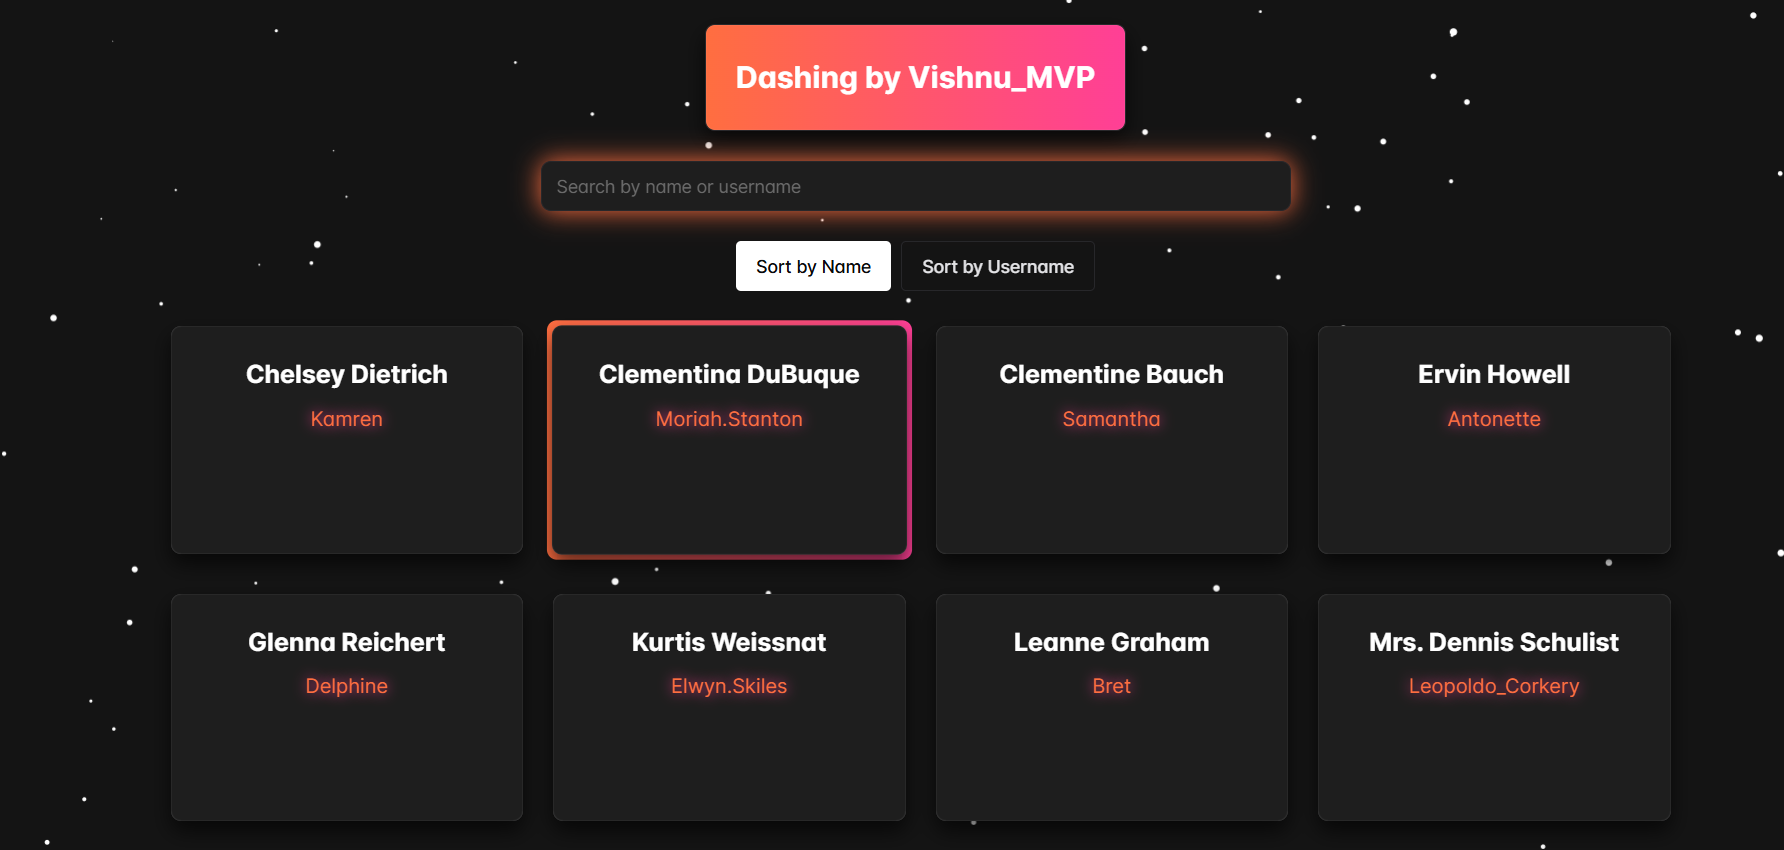 Dashing by Vishnu_MVP
Search by name or username
Sort by Name
Sort by Username
Chelsey Dietrich
Kamren
Clementina DuBuque
Moriah.Stanton
Clementine Bauch
Samantha
Ervin Howell
Antonette
Glenna Reichert
Delphine
Kurtis Weissnat
Elwyn.Skiles
Leanne Graham
Bret
Mrs. Dennis Schulist
Leopoldo_Corkery